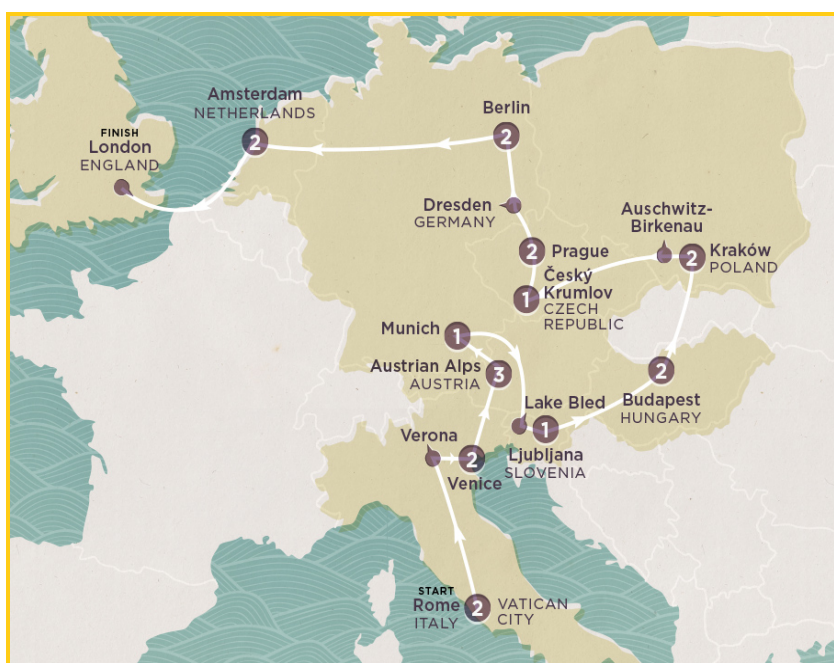 Amsterdam
NETHERLANDS
2
Berlin
2
FINISH
London
ENGLAND
Dresden
GERMANY
Auschwitz-
Birkenau
2
Prague
2
Kraków
POLAND
Český
1
Krumlov
CZECH
REPUBLIC
Munich
1
Austrian Alps
AUSTRIA
3
2
Budapest
HUNGARY
Lake Bled
1
Ljubljana
SLOVENIA
Verona
2
Venice
START
Rome
ITALY
2
VATICAN
CITY